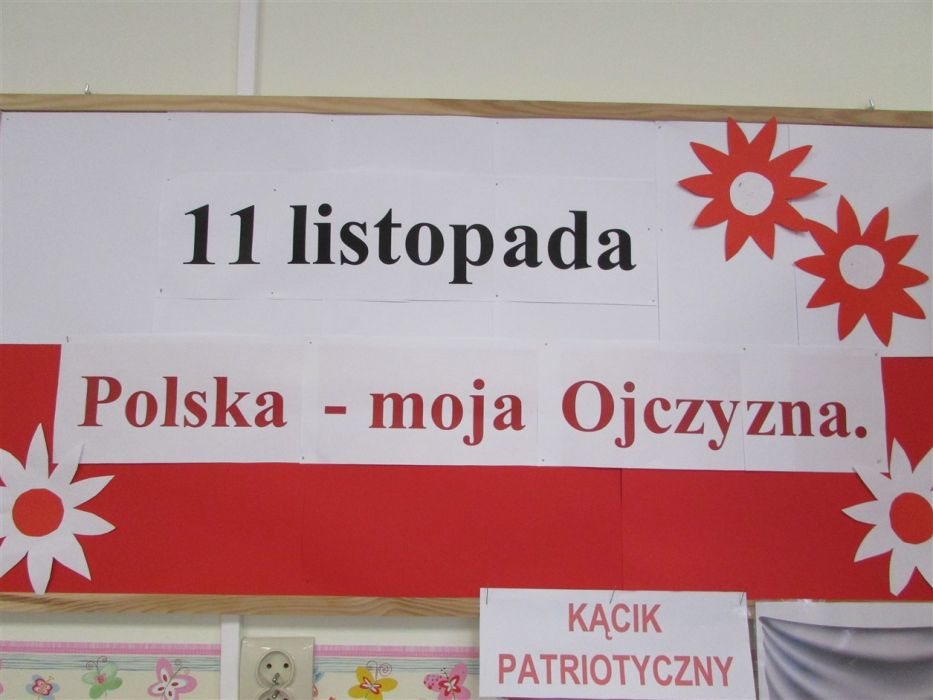 11 listopada
Polska - moja Ojczyzna.
KĄCIK
PATRIOTYCZNY